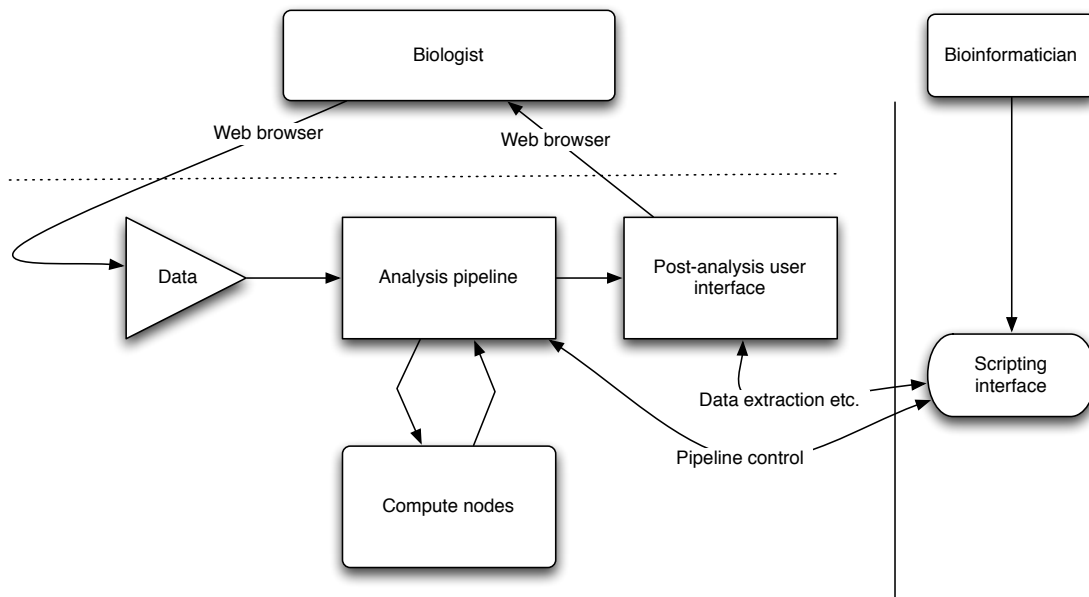 Biologist
Bioinformatician
Web browser
Web browser
Data
Analysis pipeline
Post-analysis user
interface
Scripting
interface
Data extraction etc.
Pipeline control
Compute nodes